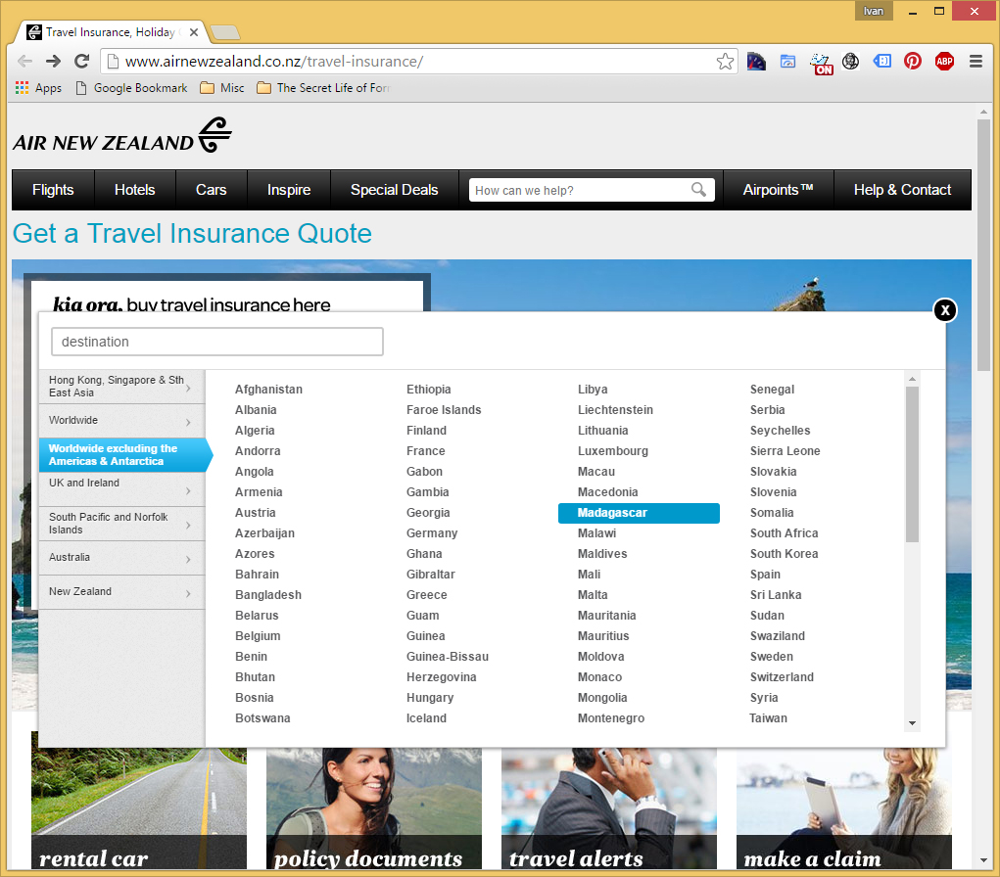 Ivan
Travel Insurance, Holiday
www.airnewzealand.co.nz/travel-insurance/
ON
ABP
Apps
Google Bookmark
Misc
The Secret Life of For
AIR NEW ZEALAND
Flights
Hotels
Cars
Inspire
Special Deals
How can we help?
Airpoints™
Help & Contact
Get a Travel Insurance Quote
kia ora, buy travel insurance here
X
destination
Hong Kong, Singapore & Sth
East Asia
Worldwide
Worldwide excluding the
Americas & Antarctica
UK and Ireland
South Pacific and Norfolk
Islands
Australia
New Zealand
Afghanistan
Albania
Algeria
Andorra
Angola
Armenia
Austria
Azerbaijan
Azores
Bahrain
Bangladesh
Belarus
Belgium
Benin
Bhutan
Bosnia
Botswana
Ethiopia
Faroe Islands
Finland
France
Gabon
Gambia
Georgia
Germany
Ghana
Gibraltar
Greece
Guam
Guinea
Guinea-Bissau
Herzegovina
Hungary
Iceland
Libya
Liechtenstein
Lithuania
Luxembourg
Macau
Macedonia
Madagascar
Malawi
Maldives
Mali
Malta
Mauritania
Mauritius
Moldova
Monaco
Mongolia
Montenegro
Senegal
Serbia
Seychelles
Sierra Leone
Slovakia
Slovenia
Somalia
South Africa
South Korea
Spain
Sri Lanka
Sudan
Swaziland
Sweden
Switzerland
Syria
Taiwan
rental car
policy documents
travel alerts
make a claim